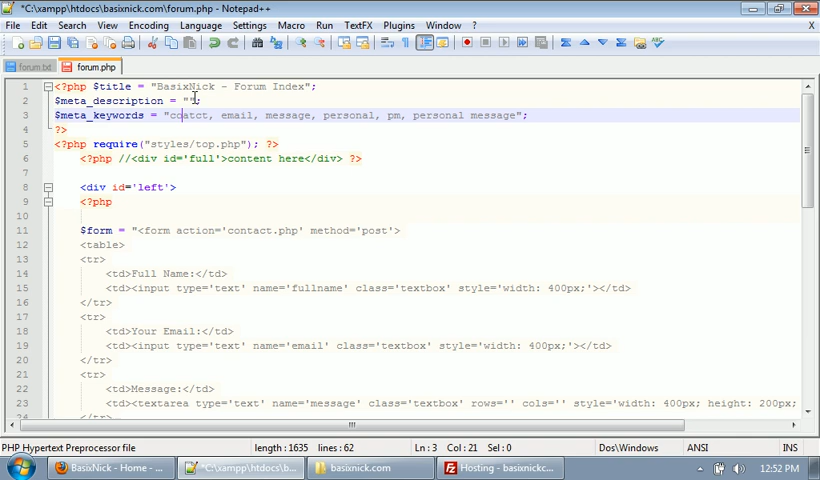 *C:\xampp\htdocs\basixnick.com\forum.php - Notepad++
File Edit Search View Encoding Language Settings Macro Run TextFX Plugins Window ? X
forum.txt forum.php
1 <?php $title = "BasixNick - Forum Index";
2 $meta_description = "";
3 $meta_keywords = "coatct, email, message, personal, pm, personal message";
4 ?>
5 <?php require("styles/top.php"); ?>
6 <?php //<div id='full'>content here</div> ?>
7
8 <div id='left'>
9 <?php
10
11 $form = "<form action='contact.php' method='post'>
12 <table>
13 <tr>
14 <td>Full Name:</td>
15 <td><input type='text' name='fullname' class='textbox' style='width: 400px;'></td>
16 </tr>
17 <tr>
18 <td>Your Email:</td>
19 <td><input type='text' name='email' class='textbox' style='width: 400px;'></td>
20 </tr>
21 <tr>
22 <td>Message:</td>
23 <td><textarea type='text' name='message' class='textbox' rows='' cols='' style='width: 400px; height: 200px;
24 </tr>
PHP Hypertext Preprocessor file length : 1635 lines : 62 Ln : 3 Col : 21 Sel : 0 Dos\Windows ANSI INS
BasixNick - Home - ... *C:\xampp\htdocs\b... basixnick.com Hosting - basixnickc... 12:52 PM